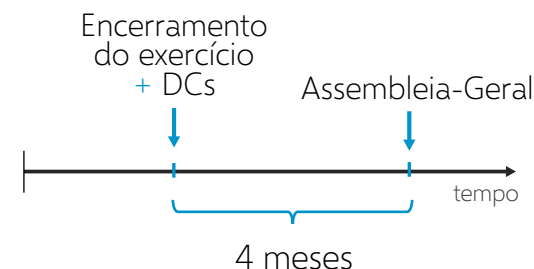 Encerramento
do exercício
+ DCs
Assembleia-Geral
tempo
4 meses